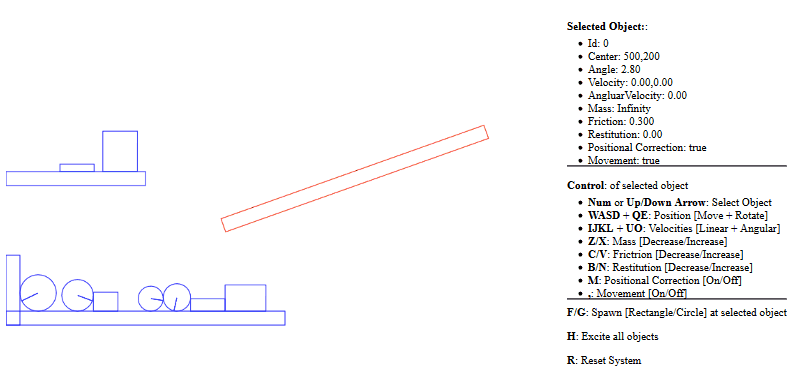 Selected Object::
Id: 0
Center: 500,200
Angle: 2.80
Velocity: 0.00,0.00
AngluarVelocity: 0.00
Mass: Infinity
Friction: 0.300
Restitution: 0.00
Positional Correction: true
Movement: true
Control: of selected object
Num or Up/Down Arrow: Select Object
WASD + QE: Position [Move + Rotate]
IJKL + UO: Velocities [Linear + Angular]
Z/X: Mass [Decrease/Increase]
C/V: Frictrion [Decrease/Increase]
B/N: Restitution [Decrease/Increase]
M: Positional Correction [On/Off]
,: Movement [On/Off]
F/G: Spawn [Rectangle/Circle] at selected object
H: Excite all objects
R: Reset System